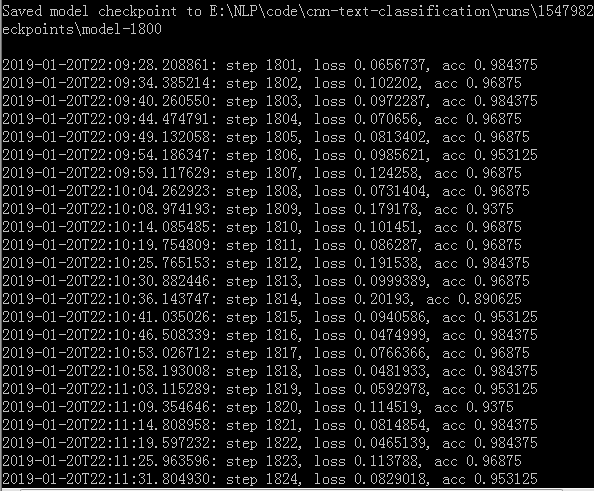 Saved model checkpoint to E:\NLP\code\cnn-text-classification\runs\1547982
eckpoints\model-1800
2019-01-20T22:09:28.208861: step 1801, loss 0.0656737, acc 0.984375
2019-01-20T22:09:34.385214: step 1802, loss 0.102202, acc 0.96875
2019-01-20T22:09:40.260550: step 1803, loss 0.0972287, acc 0.984375
2019-01-20T22:09:44.474791: step 1804, loss 0.070656, acc 0.96875
2019-01-20T22:09:49.132058: step 1805, loss 0.0813402, acc 0.96875
2019-01-20T22:09:54.186347: step 1806, loss 0.0985621, acc 0.953125
2019-01-20T22:09:59.117629: step 1807, loss 0.124258, acc 0.96875
2019-01-20T22:10:04.262923: step 1808, loss 0.0731404, acc 0.96875
2019-01-20T22:10:08.974193: step 1809, loss 0.179178, acc 0.9375
2019-01-20T22:10:14.085485: step 1810, loss 0.101451, acc 0.96875
2019-01-20T22:10:19.754809: step 1811, loss 0.086287, acc 0.96875
2019-01-20T22:10:25.765153: step 1812, loss 0.191538, acc 0.984375
2019-01-20T22:10:30.882446: step 1813, loss 0.0999389, acc 0.96875
2019-01-20T22:10:36.143747: step 1814, loss 0.20193, acc 0.890625
2019-01-20T22:10:41.035026: step 1815, loss 0.0940586, acc 0.953125
2019-01-20T22:10:46.508339: step 1816, loss 0.0474999, acc 0.984375
2019-01-20T22:10:53.026712: step 1817, loss 0.0766366, acc 0.96875
2019-01-20T22:10:58.193008: step 1818, loss 0.0481933, acc 0.984375
2019-01-20T22:11:03.115289: step 1819, loss 0.0592978, acc 0.953125
2019-01-20T22:11:09.354646: step 1820, loss 0.114519, acc 0.9375
2019-01-20T22:11:14.808958: step 1821, loss 0.0814854, acc 0.984375
2019-01-20T22:11:19.597232: step 1822, loss 0.0465139, acc 0.984375
2019-01-20T22:11:25.963596: step 1823, loss 0.113788, acc 0.96875
2019-01-20T22:11:31.804930: step 1824, loss 0.0829018, acc 0.953125